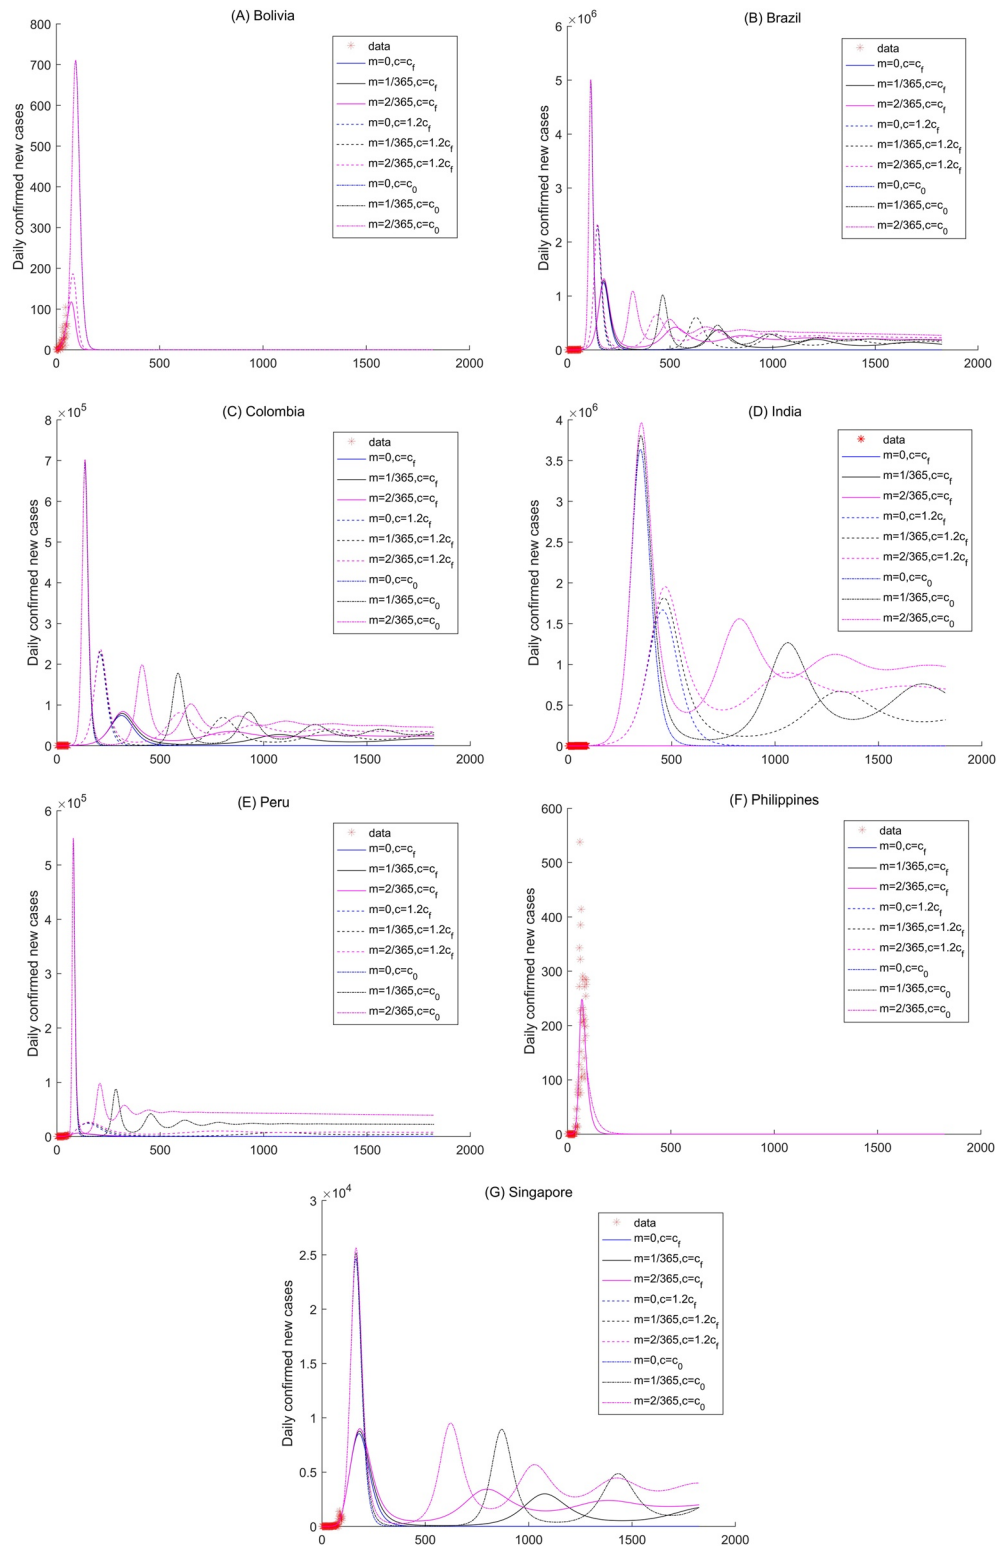 (A) Bolivia
800
700
600
500
400
300
200
100
0
0 500 1000 1500 2000
Daily confirmed new cases
data
m=0,c=c_f
m=1/365,c=c_f
m=2/365,c=c_f
m=0,c=1.2c_f
m=1/365,c=1.2c_f
m=2/365,c=1.2c_f
m=0,c=c_0
m=1/365,c=c_0
m=2/365,c=c_0
(B) Brazil
×10^6
6
5
4
3
2
1
0
0 500 1000 1500 2000
Daily confirmed new cases
data
m=0,c=c_f
m=1/365,c=c_f
m=2/365,c=c_f
m=0,c=1.2c_f
m=1/365,c=1.2c_f
m=2/365,c=1.2c_f
m=0,c=c_0
m=1/365,c=c_0
m=2/365,c=c_0
(C) Colombia
×10^5
8
7
6
5
4
3
2
1
0
0 500 1000 1500 2000
Daily confirmed new cases
data
m=0,c=c_f
m=1/365,c=c_f
m=2/365,c=c_f
m=0,c=1.2c_f
m=1/365,c=1.2c_f
m=2/365,c=1.2c_f
m=0,c=c_0
m=1/365,c=c_0
m=2/365,c=c_0
(D) India
×10^6
4
3.5
3
2.5
2
1.5
1
0.5
0
0 500 1000 1500 2000
Daily confirmed new cases
data
m=0,c=c_f
m=1/365,c=c_f
m=2/365,c=c_f
m=0,c=1.2c_f
m=1/365,c=1.2c_f
m=2/365,c=1.2c_f
m=0,c=c_0
m=1/365,c=c_0
m=2/365,c=c_0
(E) Peru
×10^5
6
5
4
3
2
1
0
0 500 1000 1500 2000
Daily confirmed new cases
data
m=0,c=c_f
m=1/365,c=c_f
m=2/365,c=c_f
m=0,c=1.2c_f
m=1/365,c=1.2c_f
m=2/365,c=1.2c_f
m=0,c=c_0
m=1/365,c=c_0
m=2/365,c=c_0
(F) Philippines
600
500
400
300
200
100
0
0 500 1000 1500 2000
Daily confirmed new cases
data
m=0,c=c_f
m=1/365,c=c_f
m=2/365,c=c_f
m=0,c=1.2c_f
m=1/365,c=1.2c_f
m=2/365,c=1.2c_f
m=0,c=c_0
m=1/365,c=c_0
m=2/365,c=c_0
(G) Singapore
×10^4
3
2.5
2
1.5
1
0.5
0
0 500 1000 1500 2000
Daily confirmed new cases
data
m=0,c=c_f
m=1/365,c=c_f
m=2/365,c=c_f
m=0,c=1.2c_f
m=1/365,c=1.2c_f
m=2/365,c=1.2c_f
m=0,c=c_0
m=1/365,c=c_0
m=2/365,c=c_0